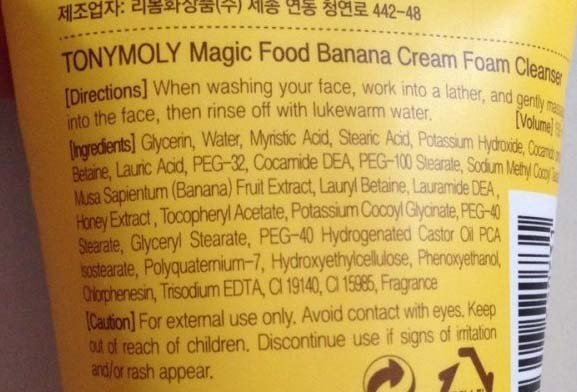 제조업자: 리봄화장품(주) 세종 연동 청연로 442-48
TONYMOLY Magic Food Banana Cream Foam Cleanser
[Directions] When washing your face, work into a lather, and gently
into the face, then rinse off with lukewarm water. [Volume]
[Ingredients] Glycerin, Water, Myristic Acid, Stearic Acid, Potassium Hydroxide,
Betaine, Lauric Acid, PEG-32, Cocamide DEA, PEG-100 Stearate, Sodium Methyl Cocoyl
Musa Sapientum (Banana) Fruit Extract, Lauryl Betaine, Lauramide DEA,
Honey Extract, Tocopheryl Acetate, Potassium Cocoyl Glycinate, PEG-40
Stearate, Glyceryl Stearate, PEG-40 Hydrogenated Castor Oil PCA
Isostearate, Polyquaternium-7, Hydroxyethylcellulose, Phenoxyethanol,
Chlorphenesin, Trisodium EDTA, CI 19140, CI 15985, Fragrance
[Caution] For external use only. Avoid contact with eyes. Keep
out of reach of children. Discontinue use if signs of irritation
and/or rash appear.